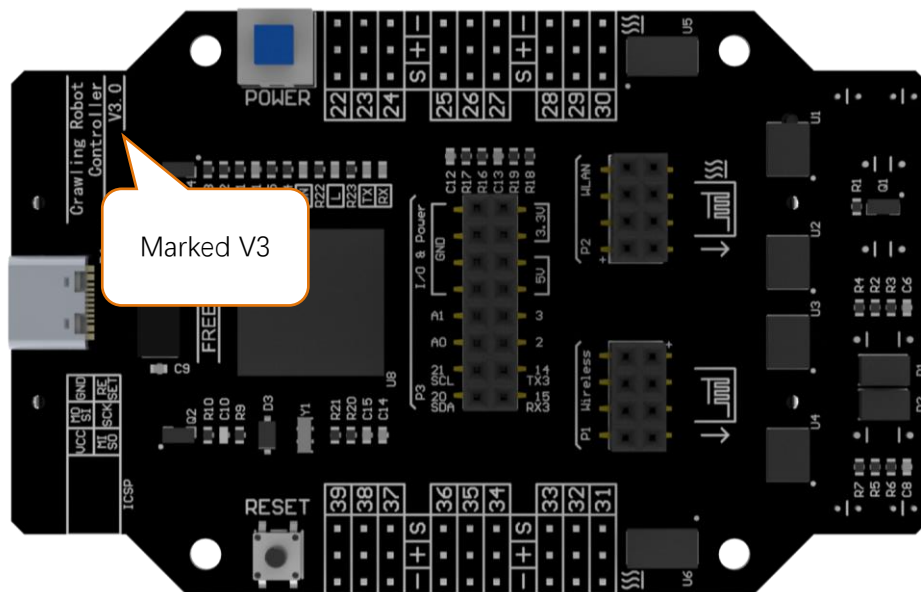 Crawling Robot
Controller
V3.0
Marked V3
POWER
22 23 24 S + - 25 26 27 S + - 28 29 30
U5
U1
C12 R17 R16 C13 R19 R18
R22 L R23 TX RX
I/O & Power
P3
GND
3.3V
5V
A1 3
A0 2
21 14
SCL TX3
20 15
SDA RX3
WLAN
P2
+
Wireless
P1
+
R1 Q1
U2
R4 R2 R3 C6
U3
U4
R7 R5 R6 C8
FREE
U8
C9
GND RE
SET
MO
SI SCK
VCC MI
SO
ICSP
Q2 R10 C10 R9 D3 Y1 R21 R20 C15 C14
RESET
39 38 37 - + S 36 35 34 - + S 33 32 31
U6